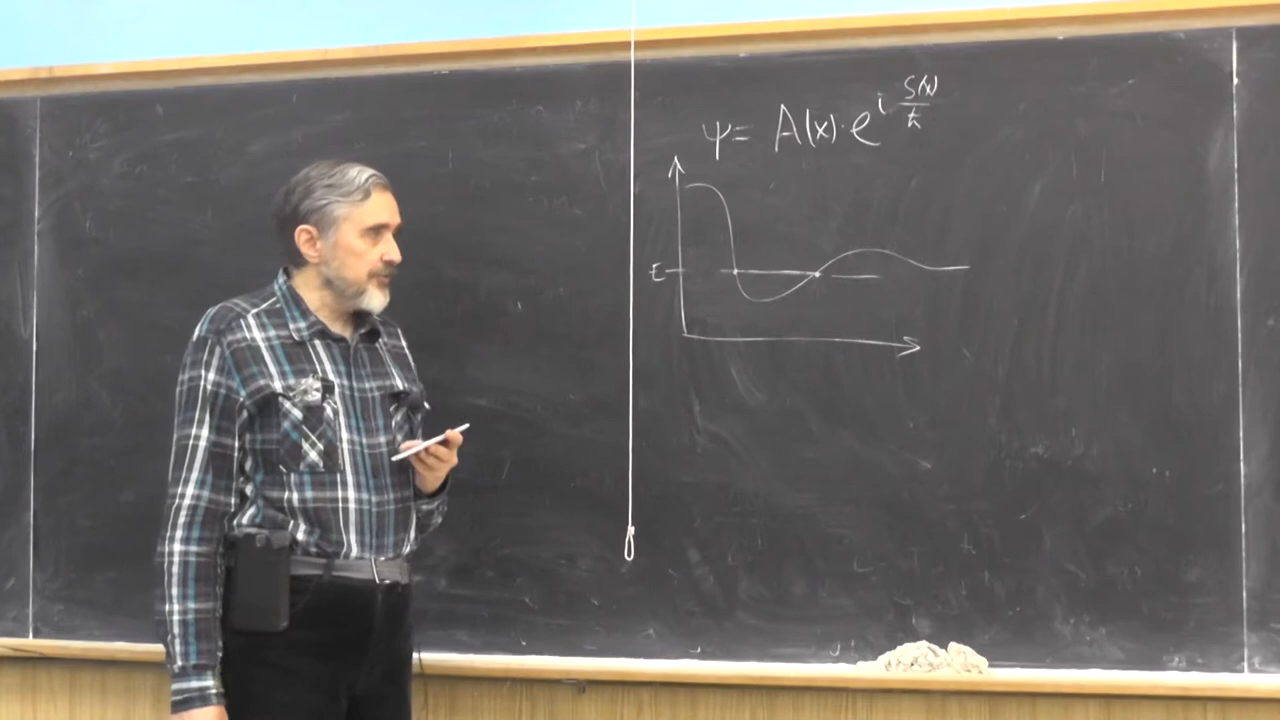 ψ = A(x)·e^{i S(x)/ħ}
E